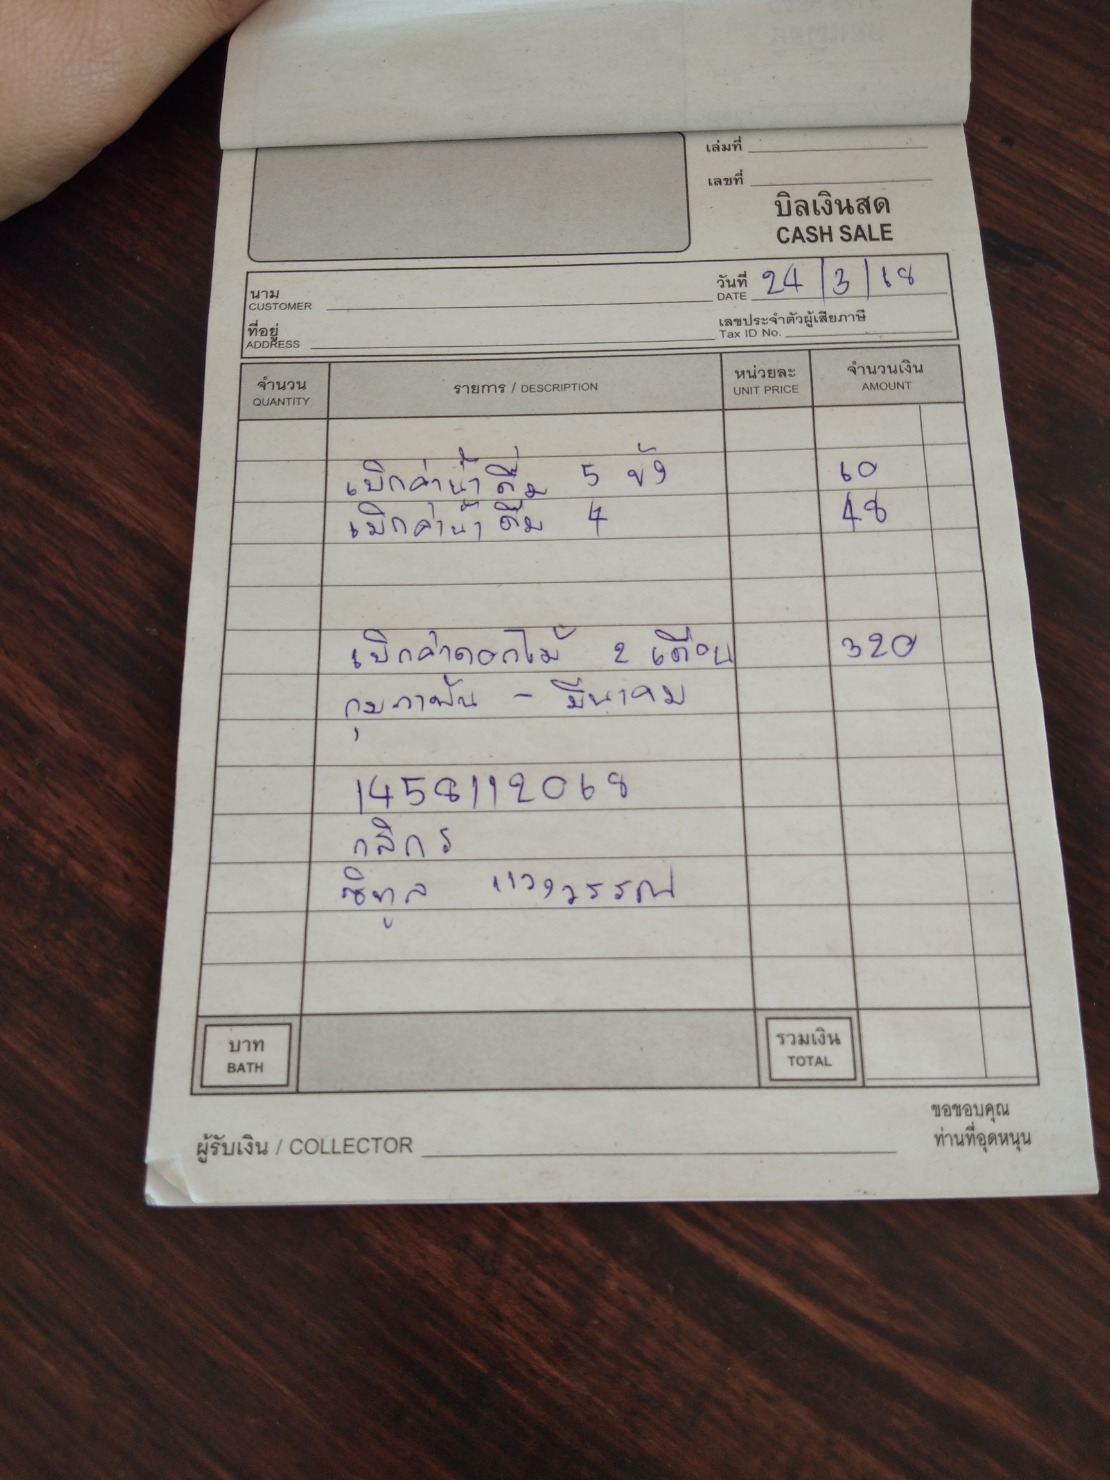 เล่มที่
เลขที่
บิลเงินสด
CASH SALE
นาม
CUSTOMER
วันที่ 24/3/68
DATE
ที่อยู่
ADDRESS
เลขประจำตัวผู้เสียภาษี
Tax ID No.
จำนวน รายการ / DESCRIPTION หน่วยละ จำนวนเงิน
QUANTITY UNIT PRICE AMOUNT
เบิกค่าน้ำดื่ม 5 ถัง 60
เบิกค่าน้ำดื่ม 4 48
เบิกค่าดอกไม้ 2 เดือน 320
กุมภาพัน - มีนาคม
1458112068
กสิกร
แววรรณ
บาท รวมเงิน
BATH TOTAL
ขอขอบคุณ
ผู้รับเงิน / COLLECTOR ท่านที่อุดหนุน